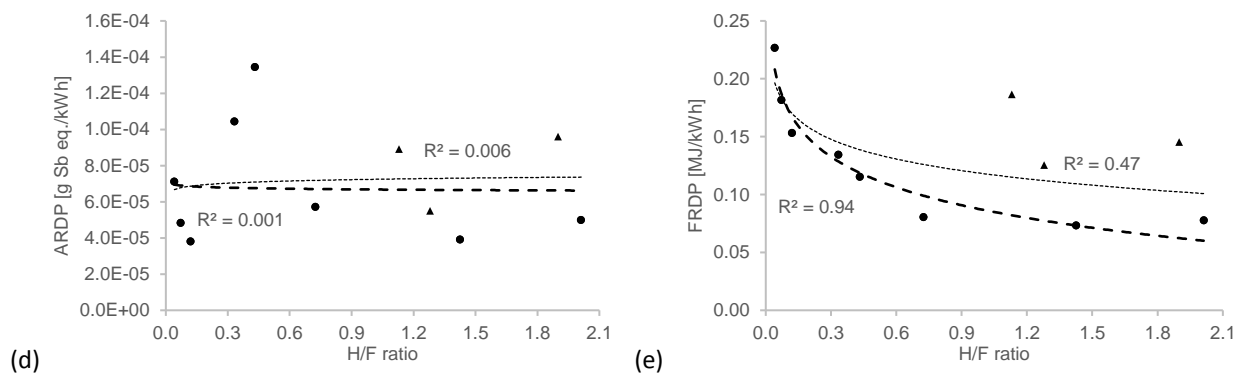 1.6E-04
1.4E-04
1.2E-04
1.0E-04
8.0E-05
6.0E-05
4.0E-05
2.0E-05
0.0E+00
ARDP [g Sb eq./kWh]
R² = 0.006
R² = 0.001
0.0 0.3 0.6 0.9 1.2 1.5 1.8 2.1
H/F ratio
(d)
0.25
0.20
0.15
0.10
0.05
0.00
FRDP [MJ/kWh]
R² = 0.47
R² = 0.94
0.0 0.3 0.6 0.9 1.2 1.5 1.8 2.1
H/F ratio
(e)